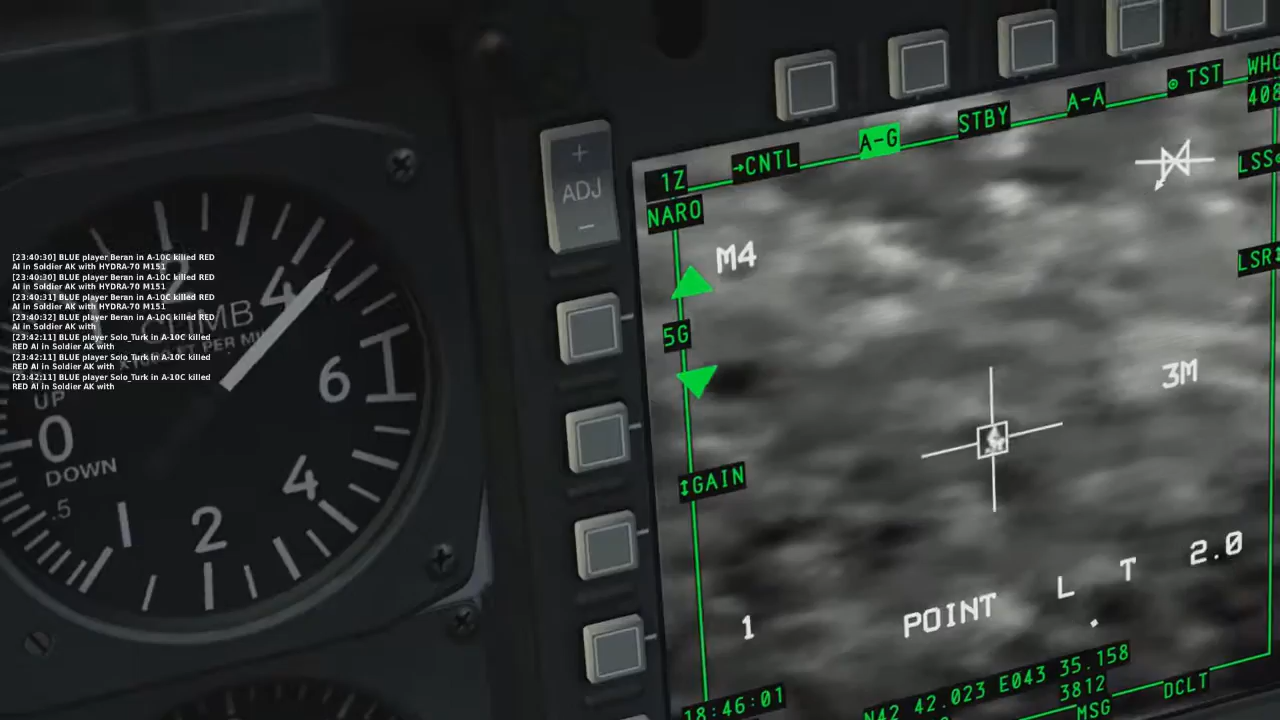 [23:40:30] BLUE player Beran in A-10C killed RED
AI in Soldier AK with HYDRA-70 M151
[23:40:30] BLUE player Beran in A-10C killed RED
AI in Soldier AK with HYDRA-70 M151
[23:40:31] BLUE player Beran in A-10C killed RED
AI in Soldier AK with HYDRA-70 M151
[23:40:32] BLUE player Beran in A-10C killed RED
AI in Soldier AK with
[23:42:11] BLUE player Solo_Turk in A-10C killed
RED AI in Soldier AK with
[23:42:11] BLUE player Solo_Turk in A-10C killed
RED AI in Soldier AK with
[23:42:11] BLUE player Solo_Turk in A-10C killed
RED AI in Soldier AK with
4
CLIMB
6
UP
0
DOWN
.5
1
2
4
+
ADJ
−
1Z →CNTL A-G STBY A-A TST
408
NARO
LSS
M4
LSR
5G
3M
↕GAIN
2.0
T
L
POINT
1
18:46:01
N42 42.023 E043 35.158
3812
DCLT
MSG